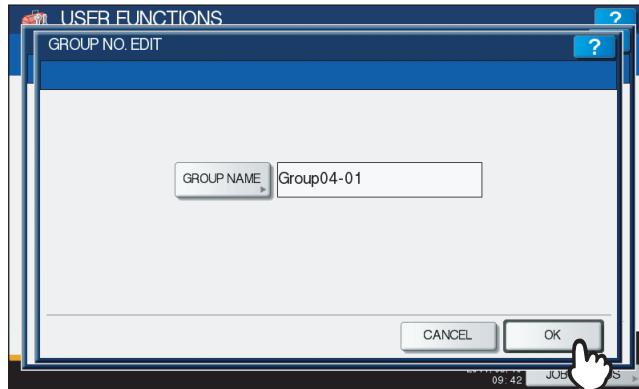 USER FUNCTIONS
?
GROUP NO. EDIT
?
GROUP NAME
Group04-01
CANCEL
OK
09:42
JOB